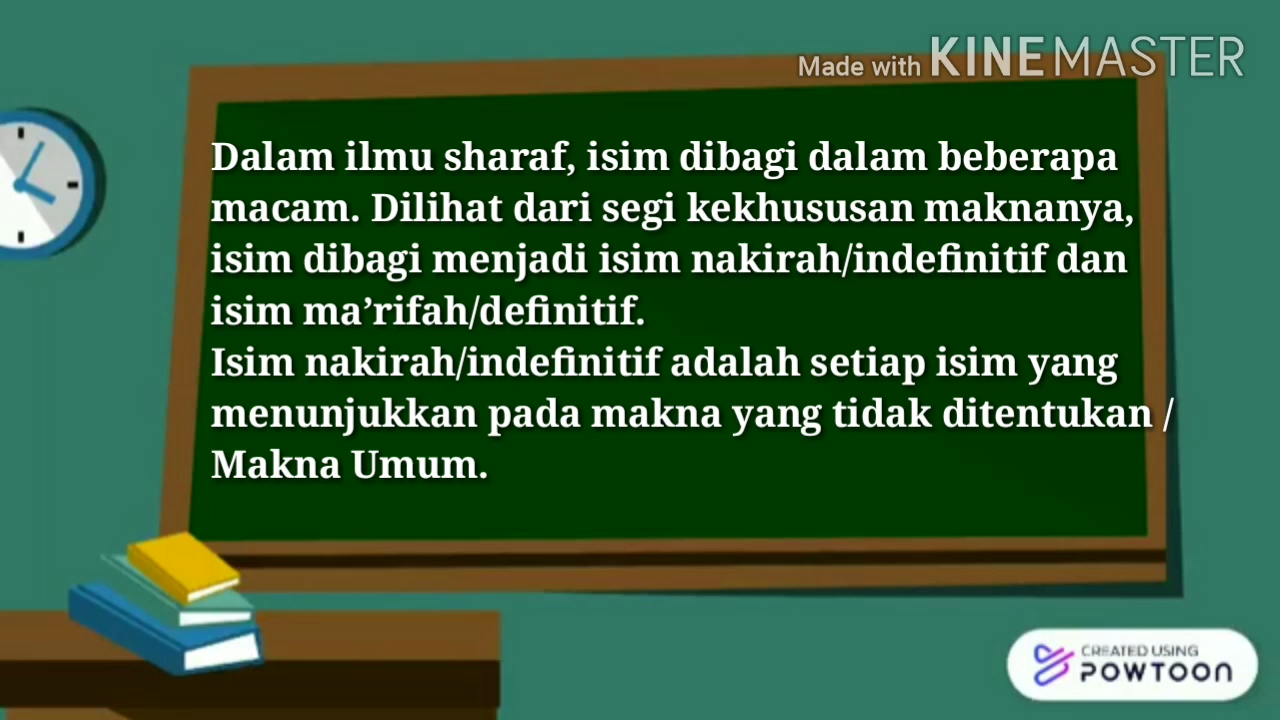 Made with KINEMASTER
Dalam ilmu sharaf, isim dibagi dalam beberapa
macam. Dilihat dari segi kekhususan maknanya,
isim dibagi menjadi isim nakirah/indefinitif dan
isim ma’rifah/definitif.
Isim nakirah/indefinitif adalah setiap isim yang
menunjukkan pada makna yang tidak ditentukan /
Makna Umum.
CREATED USING
POWTOON